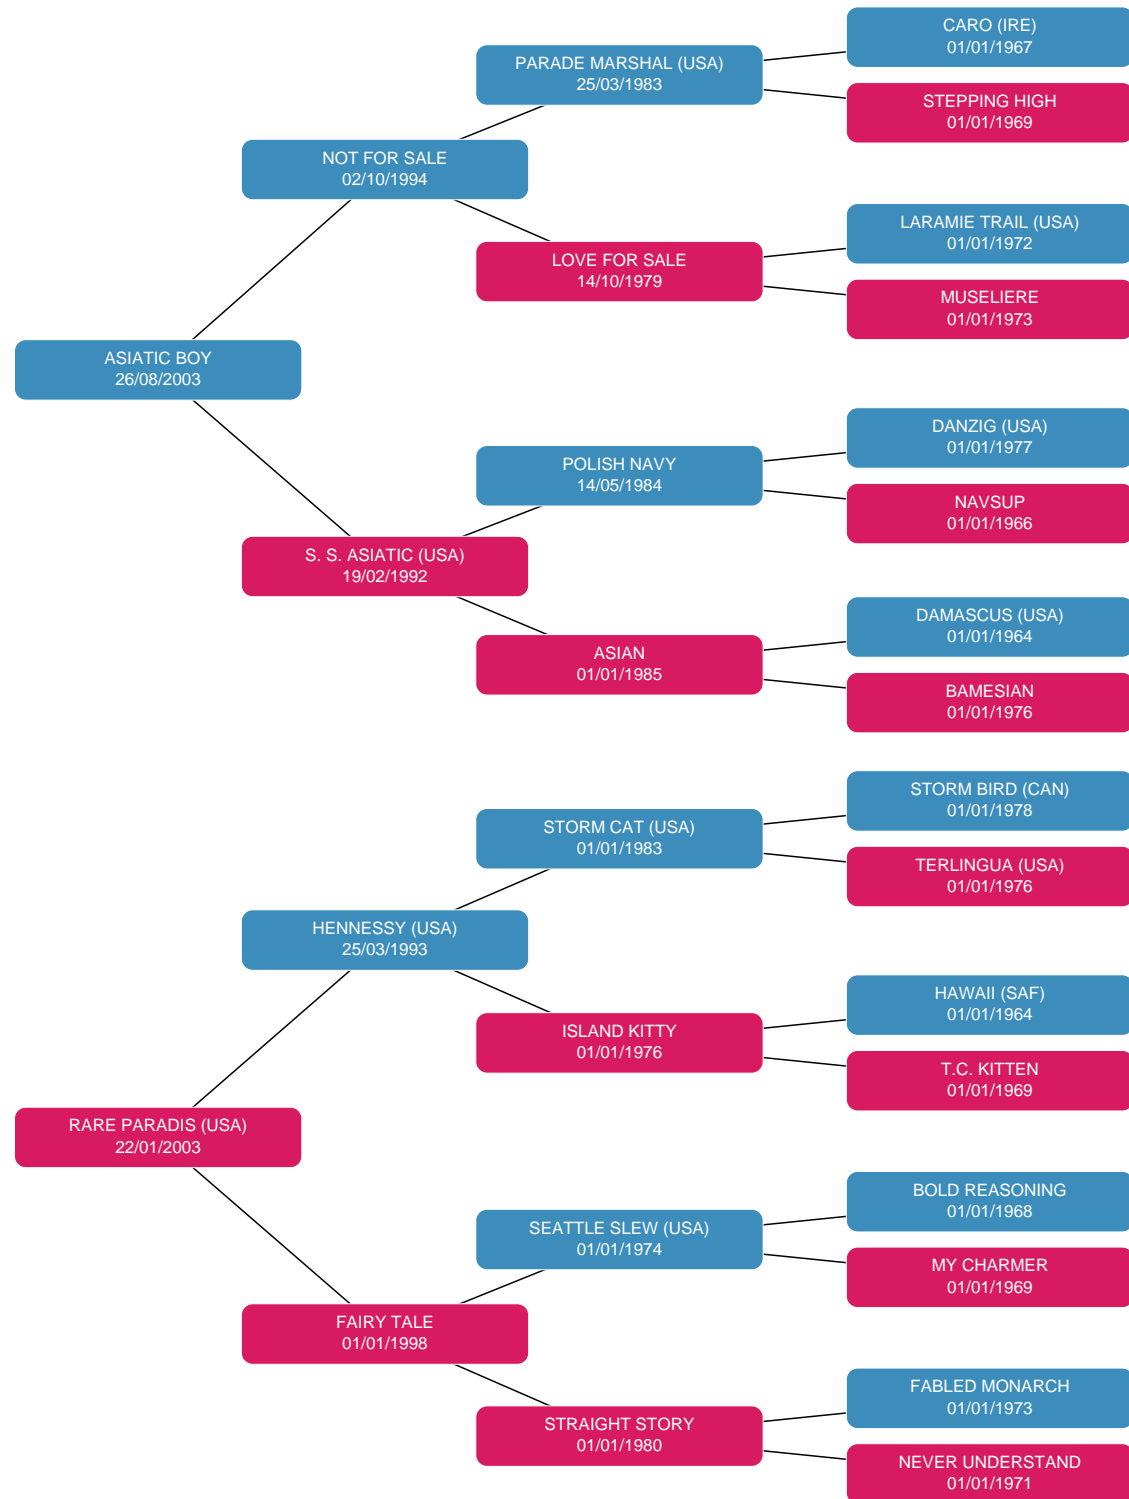 CARO (IRE)
01/01/1967
PARADE MARSHAL (USA)
25/03/1983
STEPPING HIGH
01/01/1969
NOT FOR SALE
02/10/1994
LARAMIE TRAIL (USA)
01/01/1972
LOVE FOR SALE
14/10/1979
MUSELIERE
01/01/1973
ASIATIC BOY
26/08/2003
DANZIG (USA)
01/01/1977
POLISH NAVY
14/05/1984
NAVSUP
01/01/1966
S. S. ASIATIC (USA)
19/02/1992
DAMASCUS (USA)
01/01/1964
ASIAN
01/01/1985
BAMESIAN
01/01/1976
STORM BIRD (CAN)
01/01/1978
STORM CAT (USA)
01/01/1983
TERLINGUA (USA)
01/01/1976
HENNESSY (USA)
25/03/1993
HAWAII (SAF)
01/01/1964
ISLAND KITTY
01/01/1976
T.C. KITTEN
01/01/1969
RARE PARADIS (USA)
22/01/2003
BOLD REASONING
01/01/1968
SEATTLE SLEW (USA)
01/01/1974
MY CHARMER
01/01/1969
FAIRY TALE
01/01/1998
FABLED MONARCH
01/01/1973
STRAIGHT STORY
01/01/1980
NEVER UNDERSTAND
01/01/1971